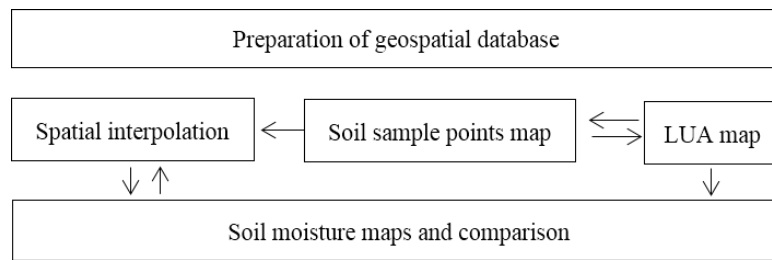 Preparation of geospatial database
Spatial interpolation
Soil sample points map
LUA map
Soil moisture maps and comparison